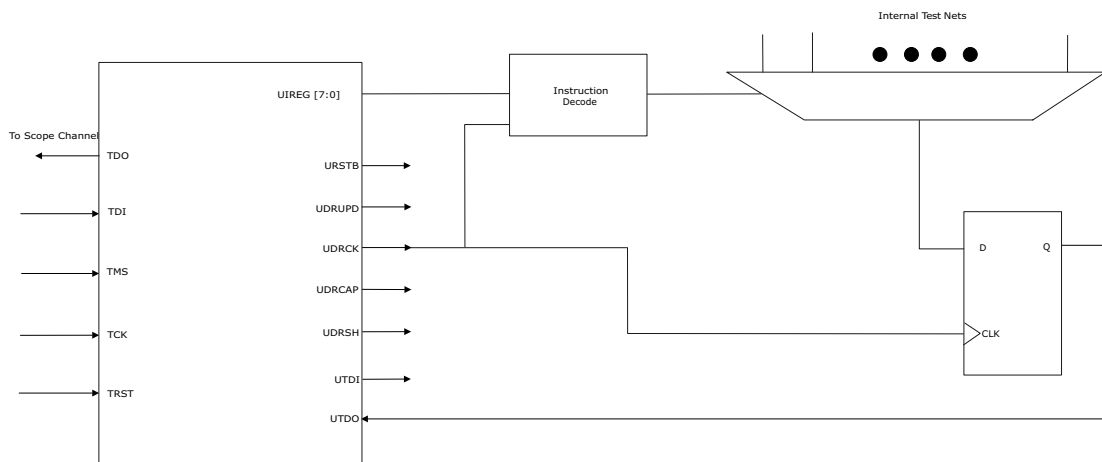 Internal Test Nets
UIREG [7:0]
Instruction
Decode
To Scope Channel
TDO
URSTB
TDI
UDRUPD
UDRCK
D
Q
TMS
UDRCAP
UDRSH
TCK
CLK
UTDI
TRST
UTDO